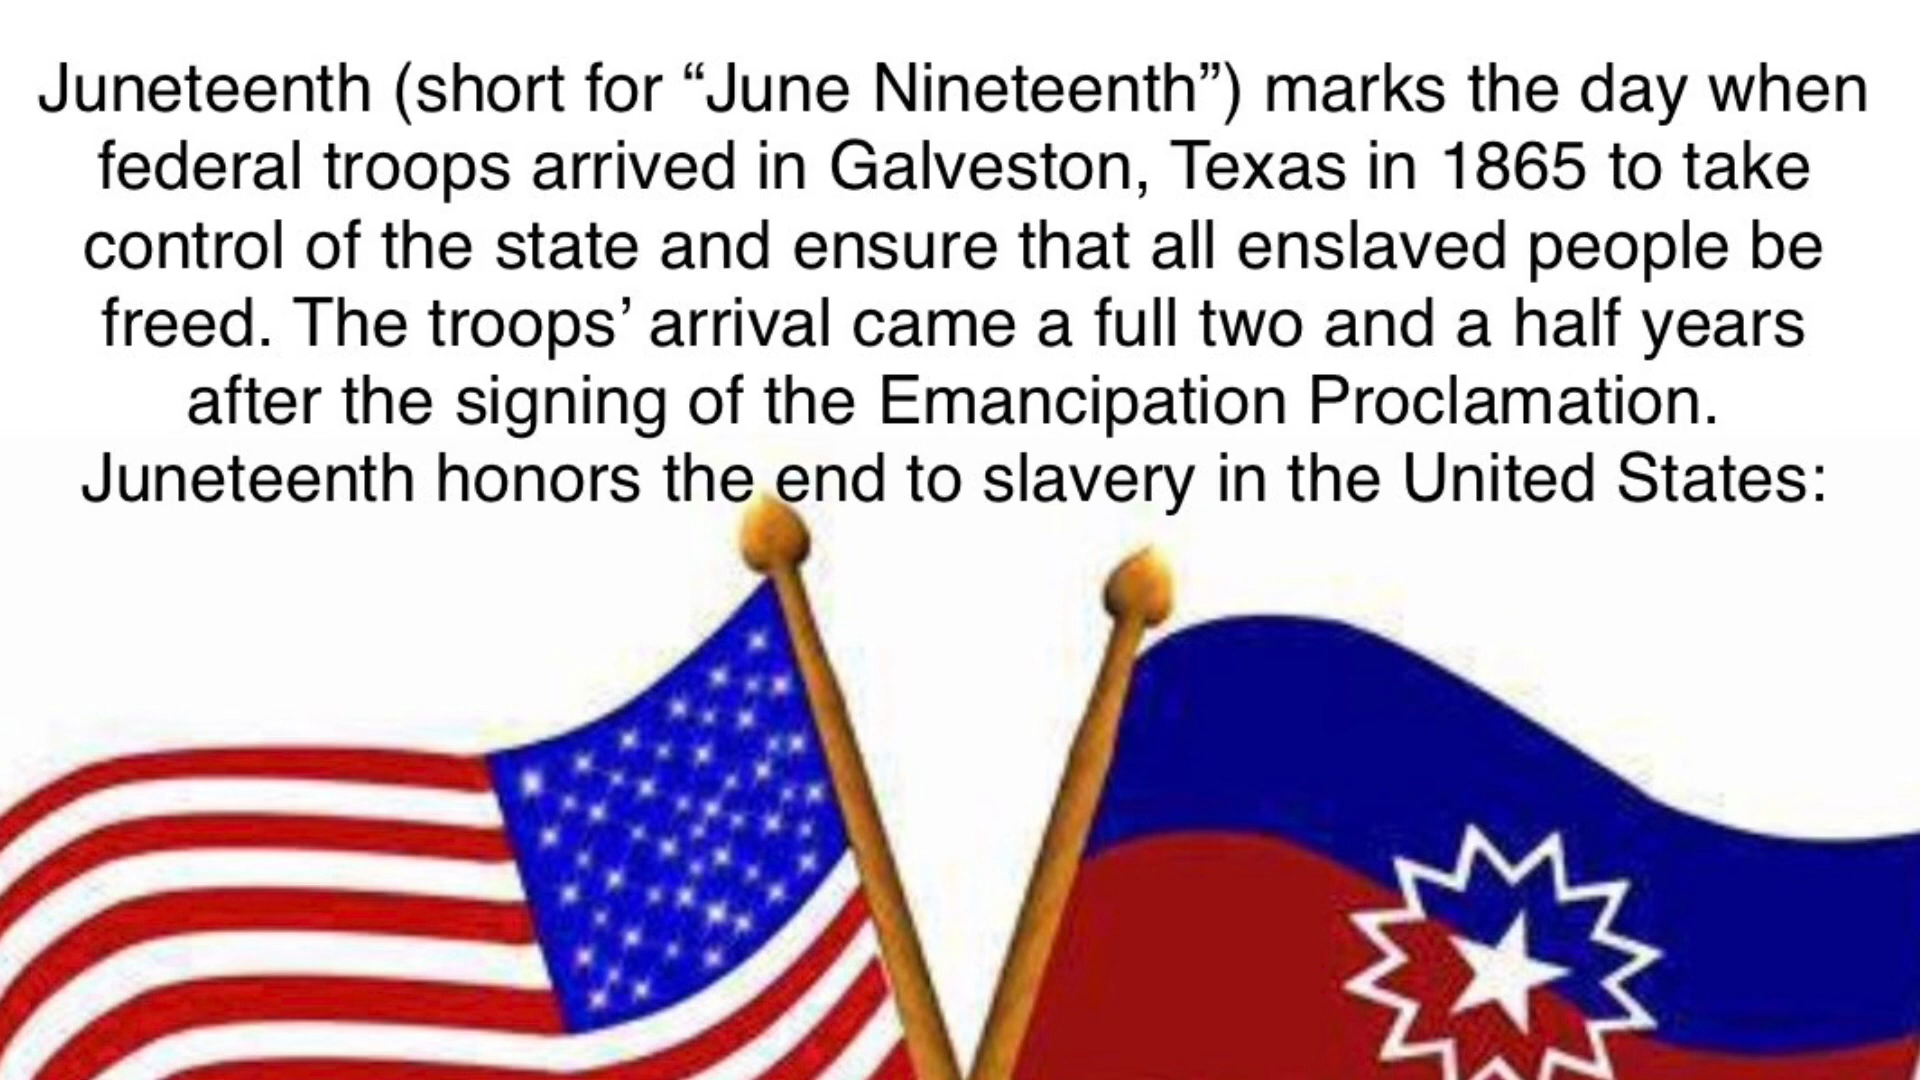 Juneteenth (short for “June Nineteenth”) marks the day when
federal troops arrived in Galveston, Texas in 1865 to take
control of the state and ensure that all enslaved people be
freed. The troops’ arrival came a full two and a half years
after the signing of the Emancipation Proclamation.
Juneteenth honors the end to slavery in the United States: